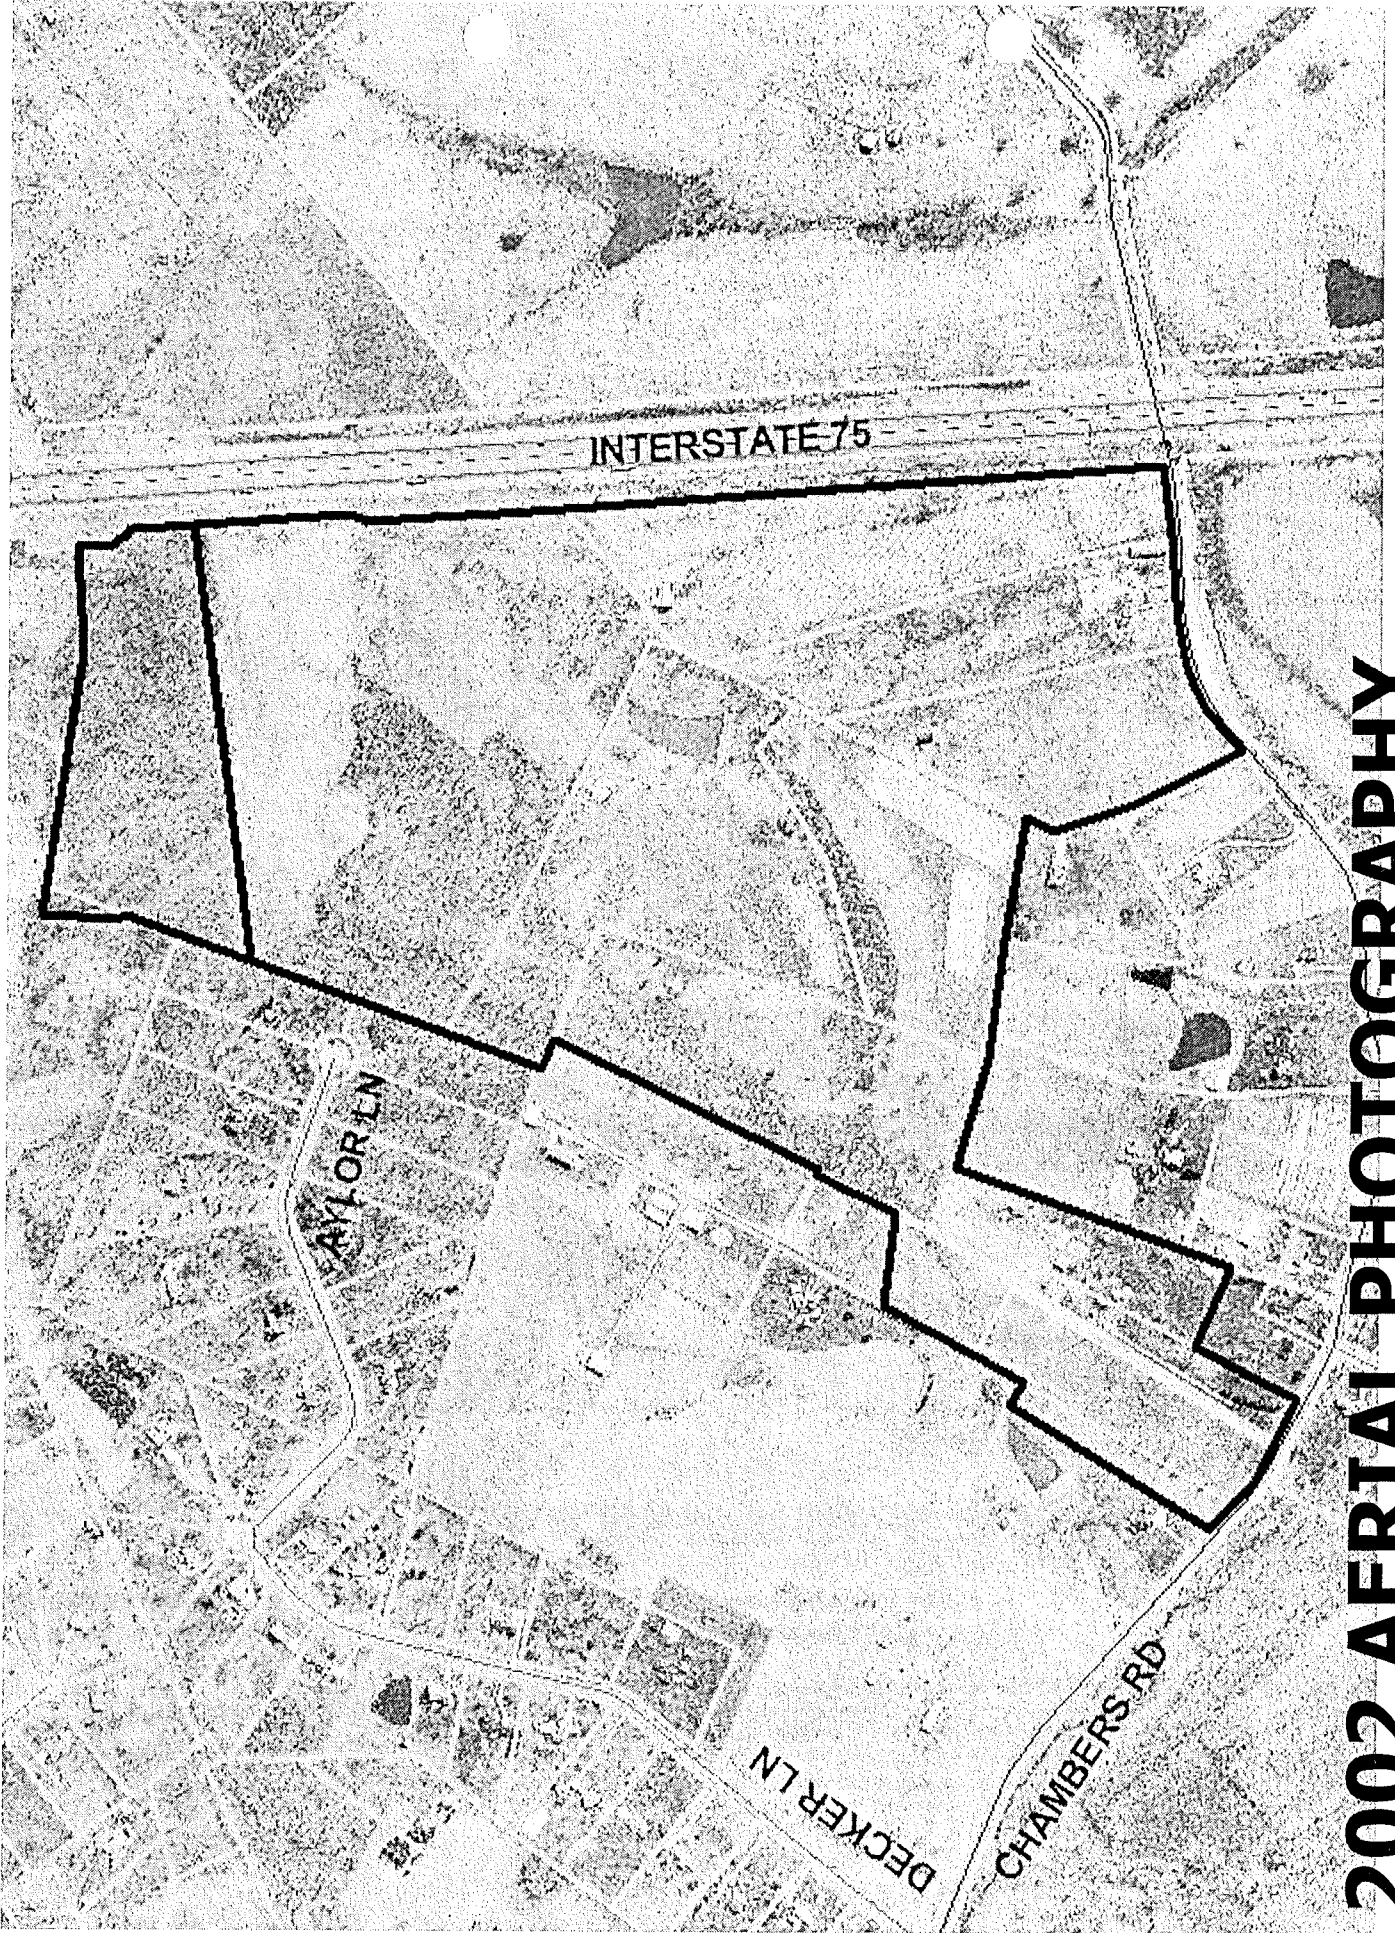 INTERSTATE 75
AYLOR LN
DECKER LN
CHAMBERS RD
2002 AERIAL PHOTOGRAPHY